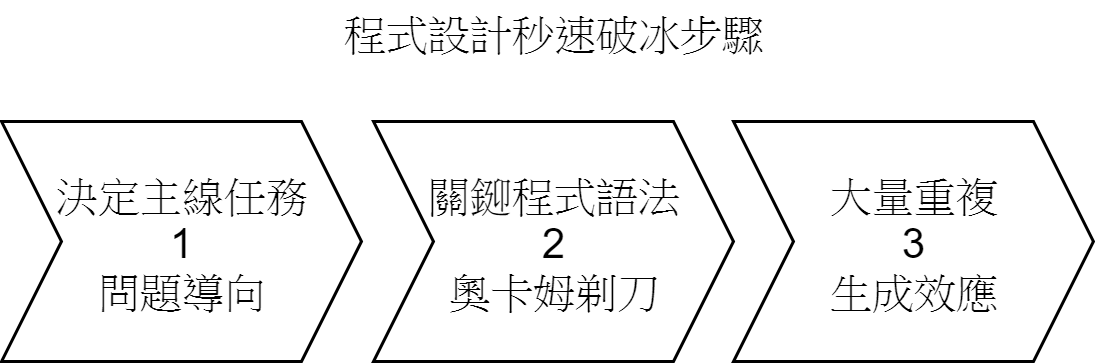 程式設計秒速破冰步驟
決定主線任務
1
問題導向
關鍘程式語法
2
奧卡姆剃刀
大量重複
3
生成效應